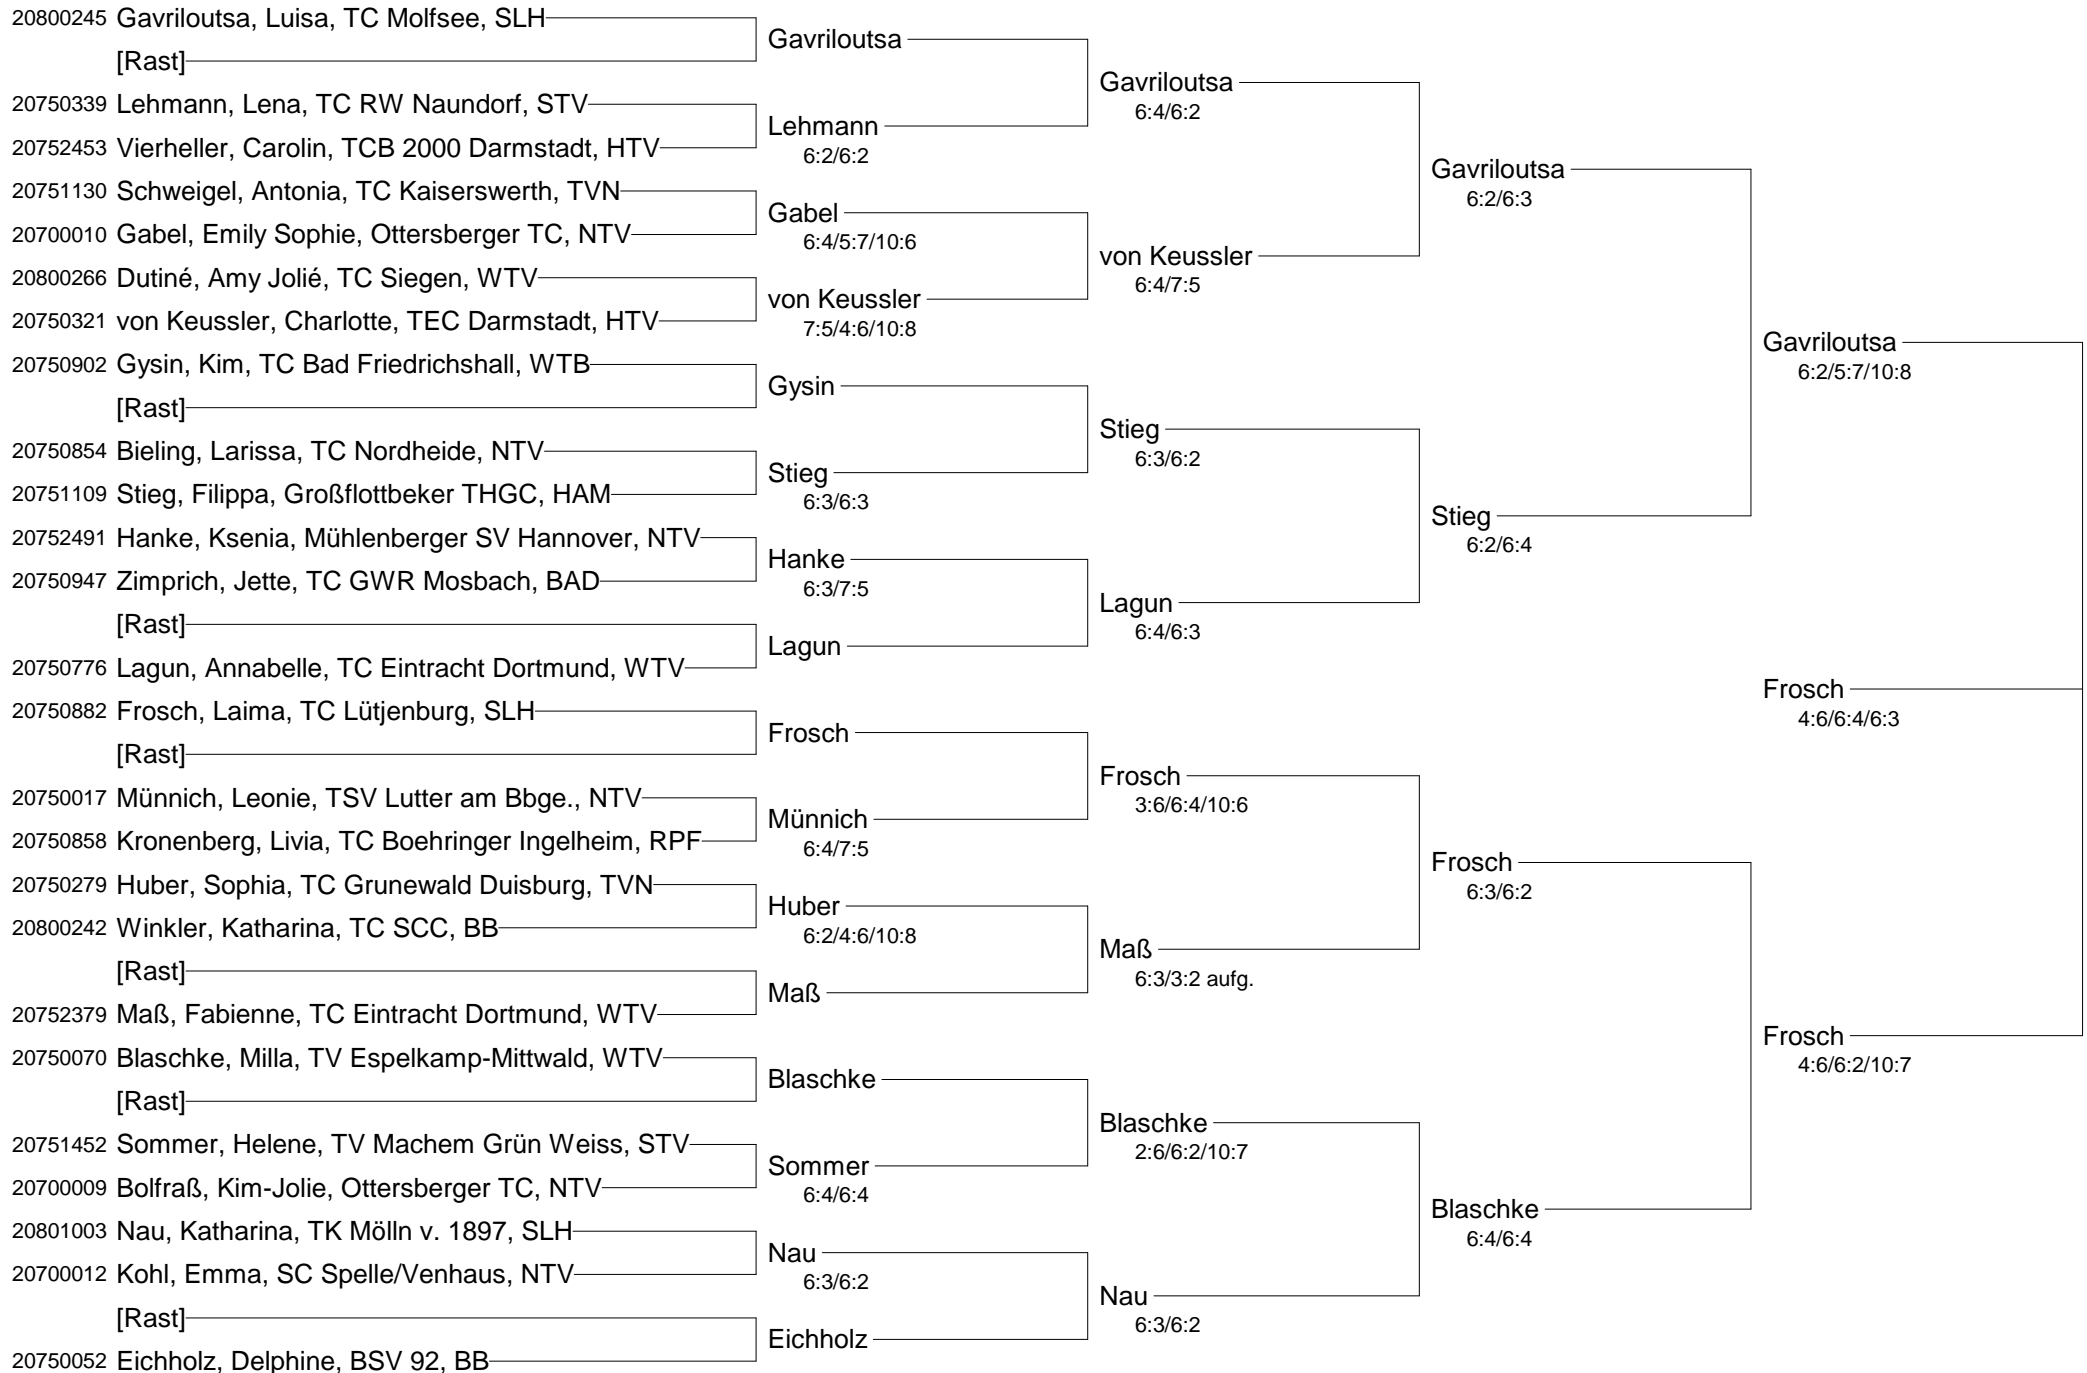 20800245 Gavriloutsa, Luisa, TC Molfsee, SLH
[Rast]
20750339 Lehmann, Lena, TC RW Naundorf, STV
20752453 Vierheller, Carolin, TCB 2000 Darmstadt, HTV
20751130 Schweigel, Antonia, TC Kaiserswerth, TVN
20700010 Gabel, Emily Sophie, Ottersberger TC, NTV
20800266 Dutiné, Amy Jolié, TC Siegen, WTV
20750321 von Keussler, Charlotte, TEC Darmstadt, HTV
20750902 Gysin, Kim, TC Bad Friedrichshall, WTB
[Rast]
20750854 Bieling, Larissa, TC Nordheide, NTV
20751109 Stieg, Filippa, Großflottbeker THGC, HAM
20752491 Hanke, Ksenia, Mühlenberger SV Hannover, NTV
20750947 Zimprich, Jette, TC GWR Mosbach, BAD
[Rast]
20750776 Lagun, Annabelle, TC Eintracht Dortmund, WTV
20750882 Frosch, Laima, TC Lütjenburg, SLH
[Rast]
20750017 Münnich, Leonie, TSV Lutter am Bbge., NTV
20750858 Kronenberg, Livia, TC Boehringer Ingelheim, RPF
20750279 Huber, Sophia, TC Grunewald Duisburg, TVN
20800242 Winkler, Katharina, TC SCC, BB
[Rast]
20752379 Maß, Fabienne, TC Eintracht Dortmund, WTV
20750070 Blaschke, Milla, TV Espelkamp-Mittwald, WTV
[Rast]
20751452 Sommer, Helene, TV Machem Grün Weiss, STV
20700009 Bolfraß, Kim-Jolie, Ottersberger TC, NTV
20801003 Nau, Katharina, TK Mölln v. 1897, SLH
20700012 Kohl, Emma, SC Spelle/Venhaus, NTV
[Rast]
20750052 Eichholz, Delphine, BSV 92, BB
Gavriloutsa
Lehmann
6:2/6:2
Gabel
6:4/5:7/10:6
von Keussler
7:5/4:6/10:8
Gysin
Stieg
6:3/6:3
Hanke
6:3/7:5
Lagun
Frosch
Münnich
6:4/7:5
Huber
6:2/4:6/10:8
Maß
Blaschke
Sommer
6:4/6:4
Nau
6:3/6:2
Eichholz
Gavriloutsa
6:4/6:2
von Keussler
6:4/7:5
Stieg
6:3/6:2
Lagun
6:4/6:3
Frosch
3:6/6:4/10:6
Maß
6:3/3:2 aufg.
Blaschke
2:6/6:2/10:7
Nau
6:3/6:2
Gavriloutsa
6:2/6:3
Stieg
6:2/6:4
Frosch
6:3/6:2
Blaschke
6:4/6:4
Gavriloutsa
6:2/5:7/10:8
Frosch
4:6/6:4/6:3
Frosch
4:6/6:2/10:7